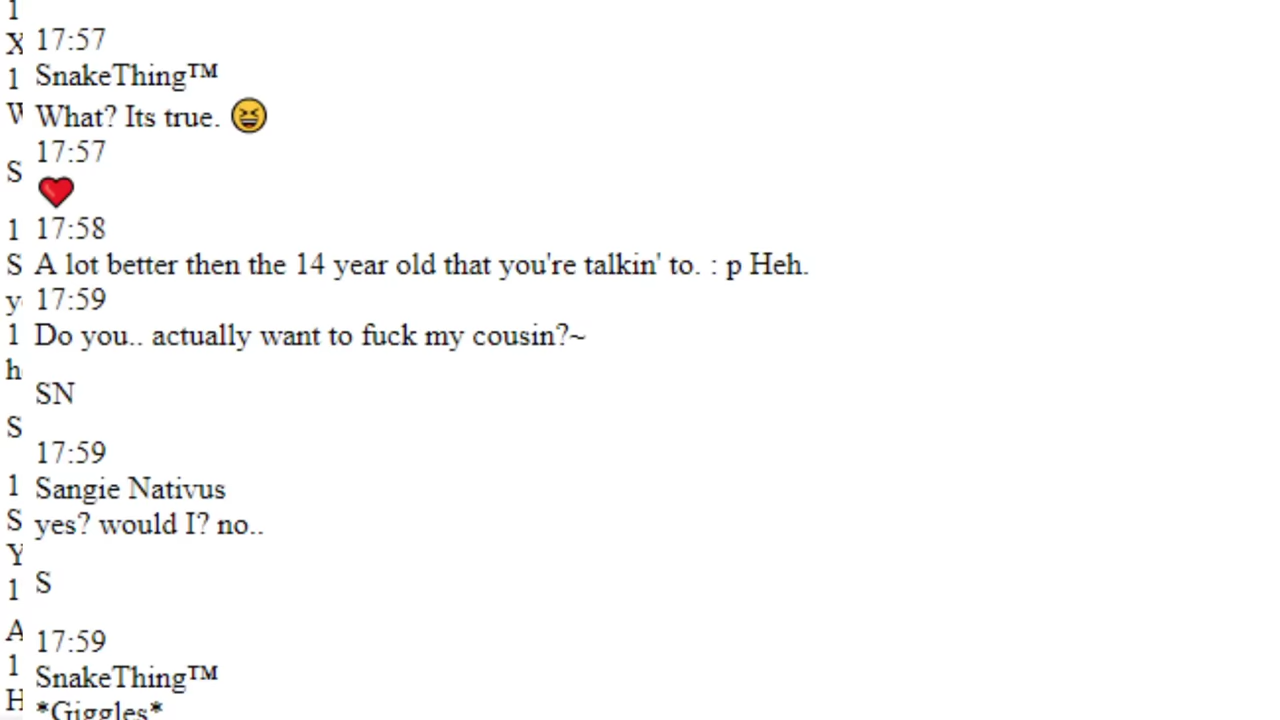 17:57
SnakeThing™
What? Its true. 😆
17:57
❤️
17:58
A lot better then the 14 year old that you're talkin' to. : p Heh.
17:59
Do you.. actually want to fuck my cousin?~
SN
17:59
Sangie Nativus
yes? would I? no..
S
17:59
SnakeThing™
*Giggles*